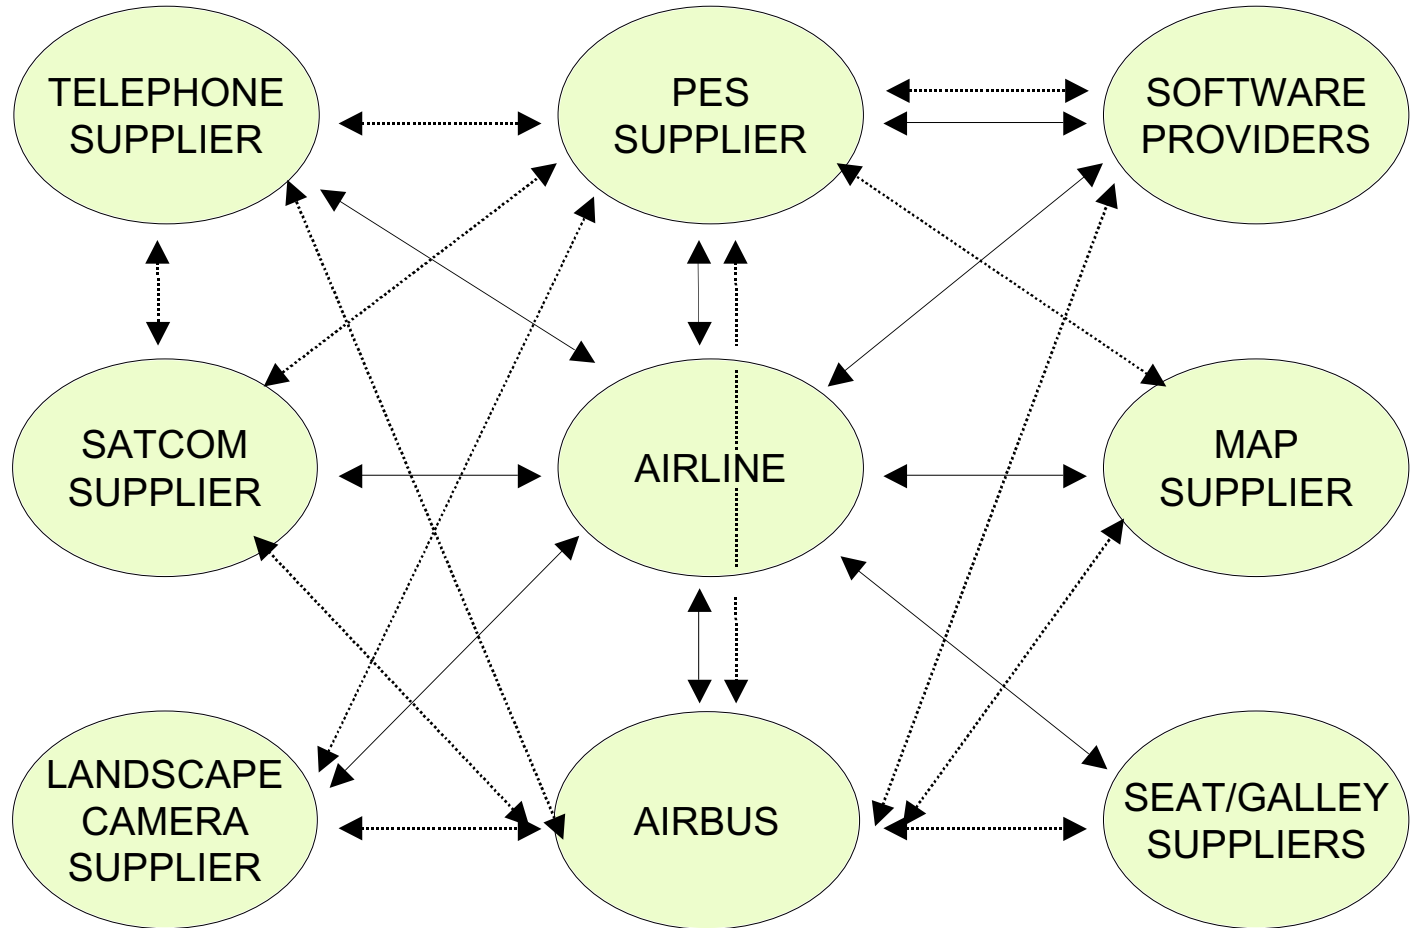 TELEPHONE
SUPPLIER
PES
SUPPLIER
SOFTWARE
PROVIDERS
SATCOM
SUPPLIER
AIRLINE
MAP
SUPPLIER
LANDSCAPE
CAMERA
SUPPLIER
AIRBUS
SEAT/GALLEY
SUPPLIERS